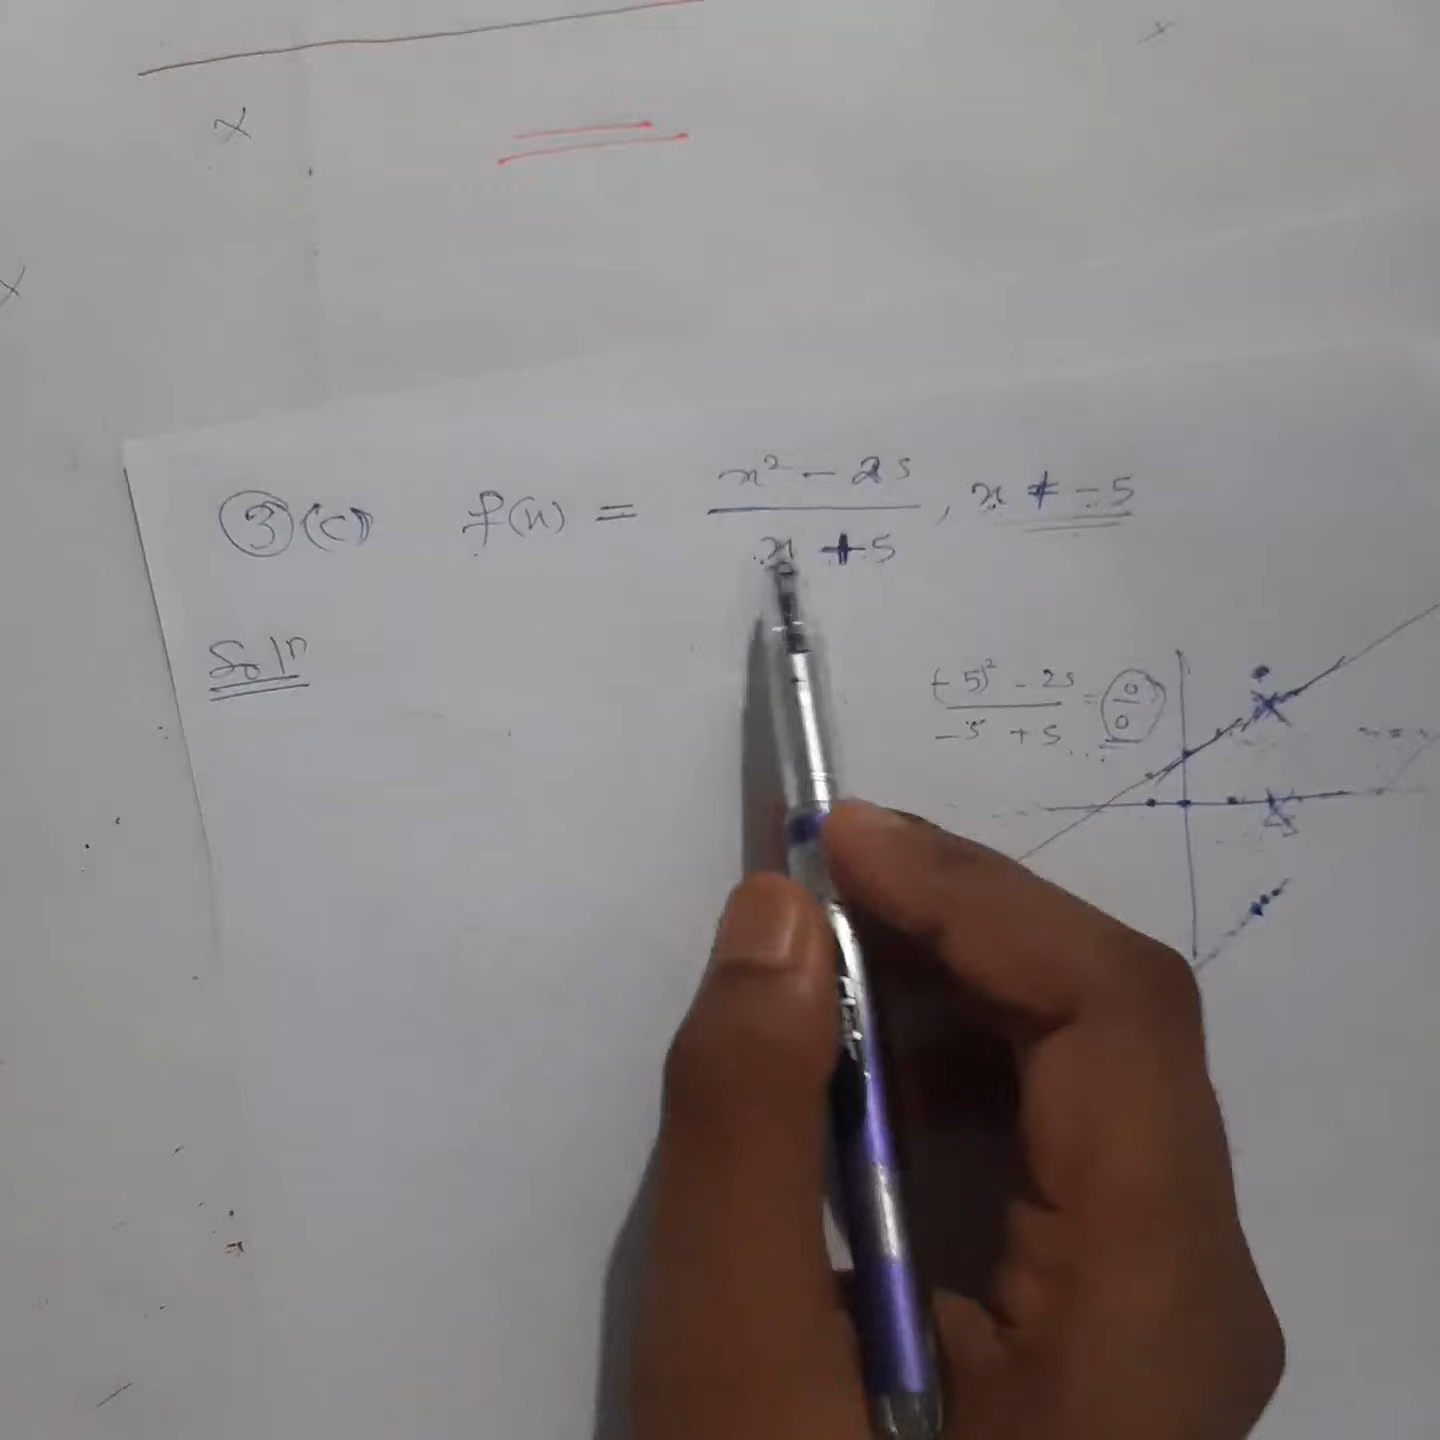 ③(c) f(x) = x² - 25 / x + 5 , x ≠ -5
Solⁿ
(-5)² - 25 / -5 + 5 = 0/0